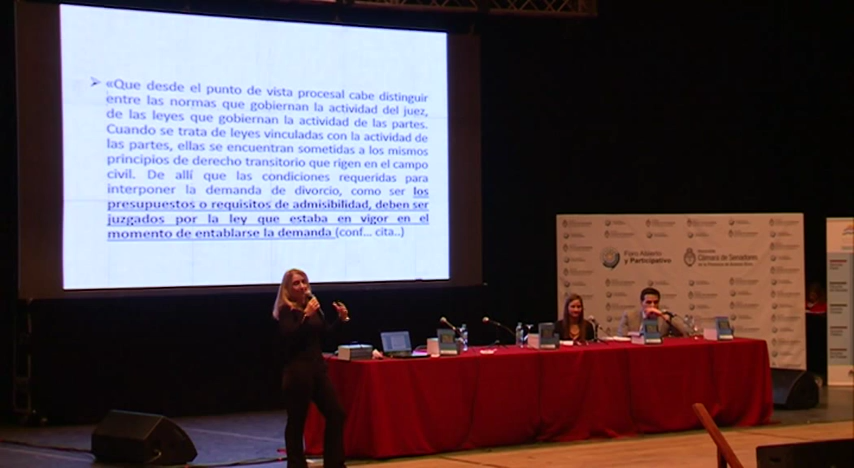 «Que desde el punto de vista procesal cabe distinguir
entre las normas que gobiernan la actividad del juez,
de las leyes que gobiernan la actividad de las partes.
Cuando se trata de leyes vinculadas con la actividad de
las partes, ellas se encuentran sometidas a los mismos
principios de derecho transitorio que rigen en el campo
civil. De allí que las condiciones requeridas para
interponer la demanda de divorcio, como ser los
presupuestos o requisitos de admisibilidad, deben ser
juzgados por la ley que estaba en vigor en el
momento de entablarse la demanda (conf... cita..)
Foro Abierto
y Participativo
Cámara de Senadores